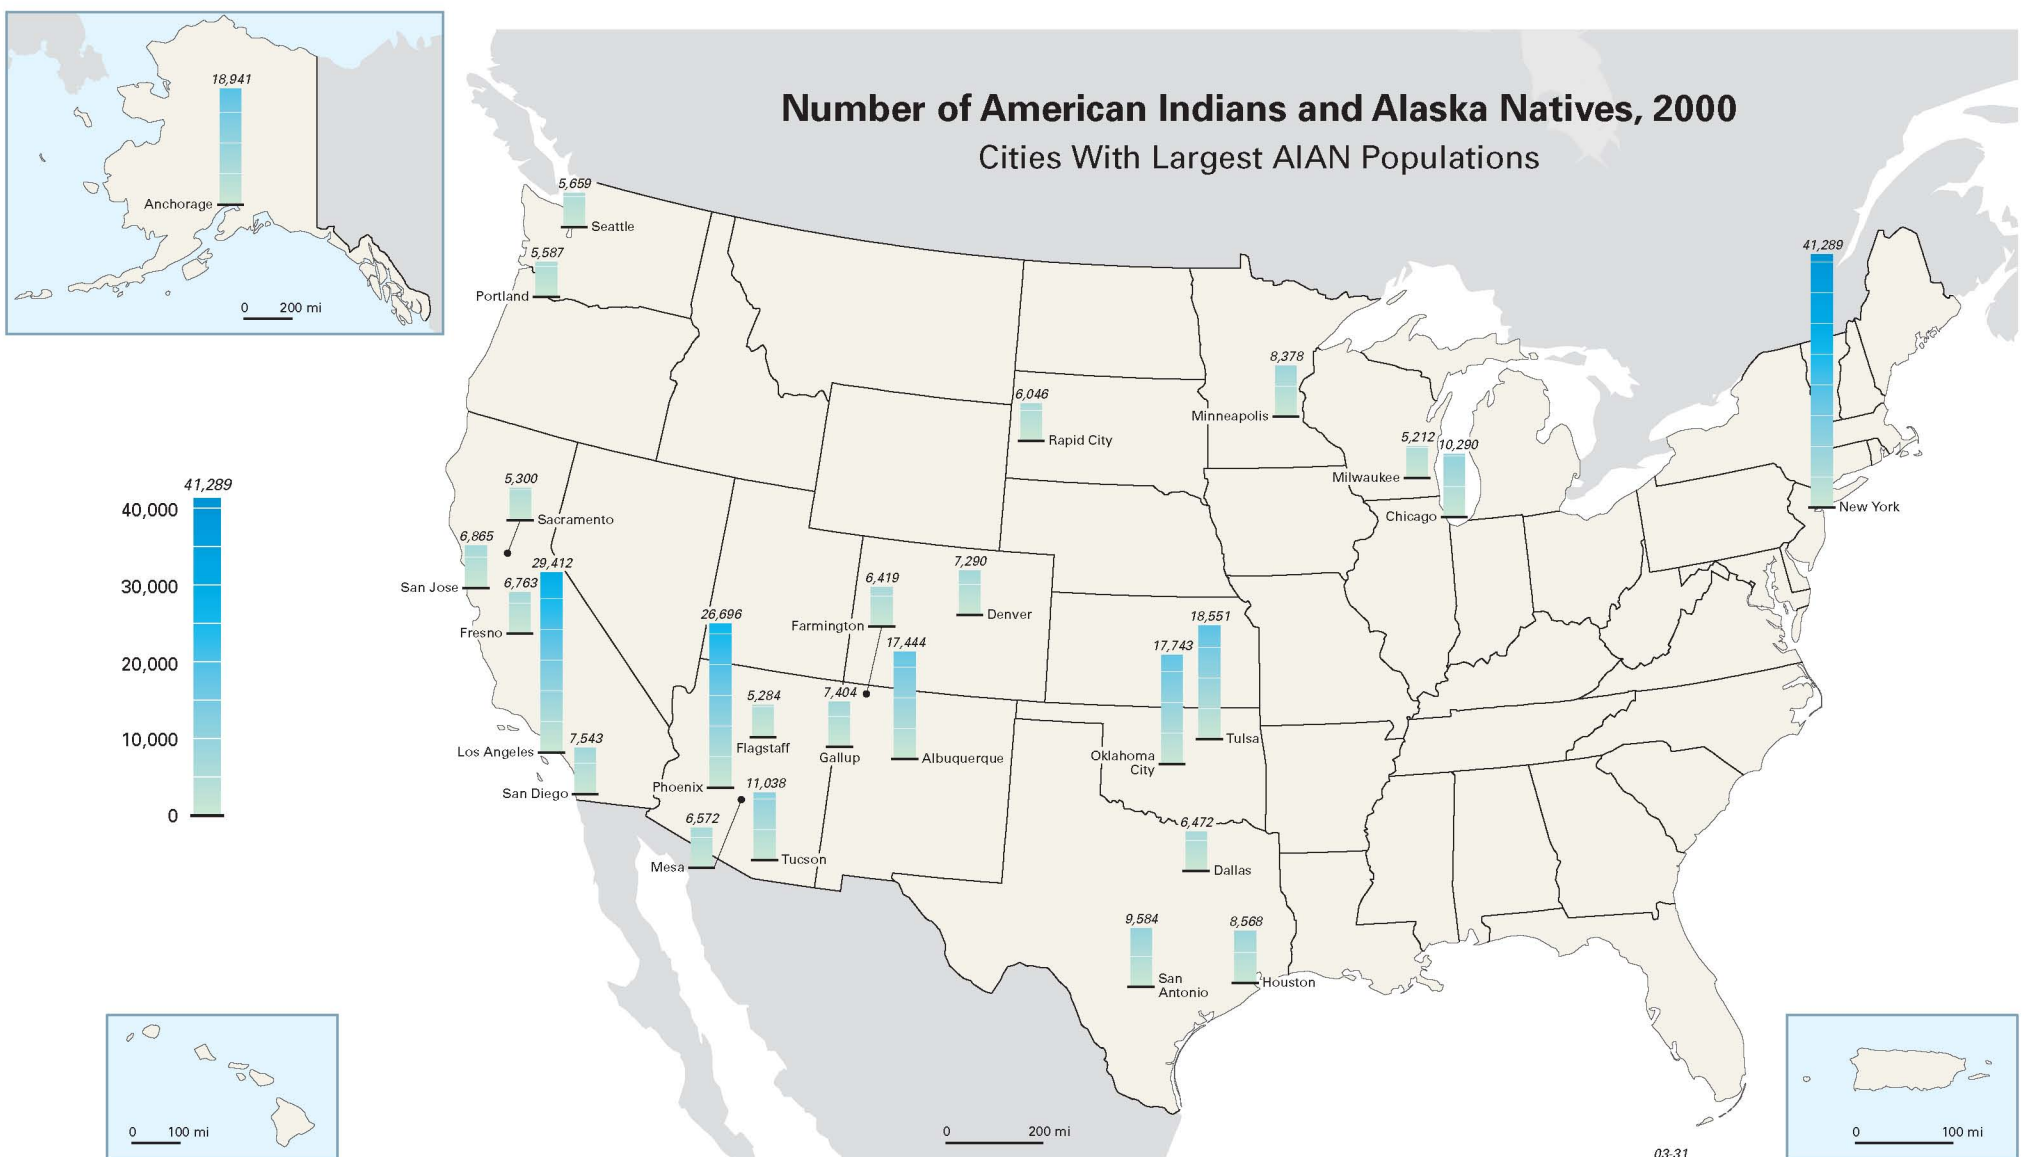 Number of American Indians and Alaska Natives, 2000
Cities With Largest AIAN Populations
18,941
Anchorage
0 200 mi
5,659
Seattle
5,587
Portland
41,289
New York
8,378
Minneapolis
6,046
Rapid City
5,212
Milwaukee
10,290
Chicago
41,289
40,000
30,000
20,000
10,000
0
5,300
Sacramento
6,865
San Jose
6,763
Fresno
29,412
Los Angeles
7,543
San Diego
26,696
Phoenix
5,284
Flagstaff
6,572
Mesa
11,038
Tucson
6,419
Farmington
7,290
Denver
7,404
Gallup
17,444
Albuquerque
17,743
Oklahoma
City
18,551
Tulsa
6,472
Dallas
9,584
San
Antonio
8,568
Houston
0 100 mi
0 200 mi
0 100 mi
03-31